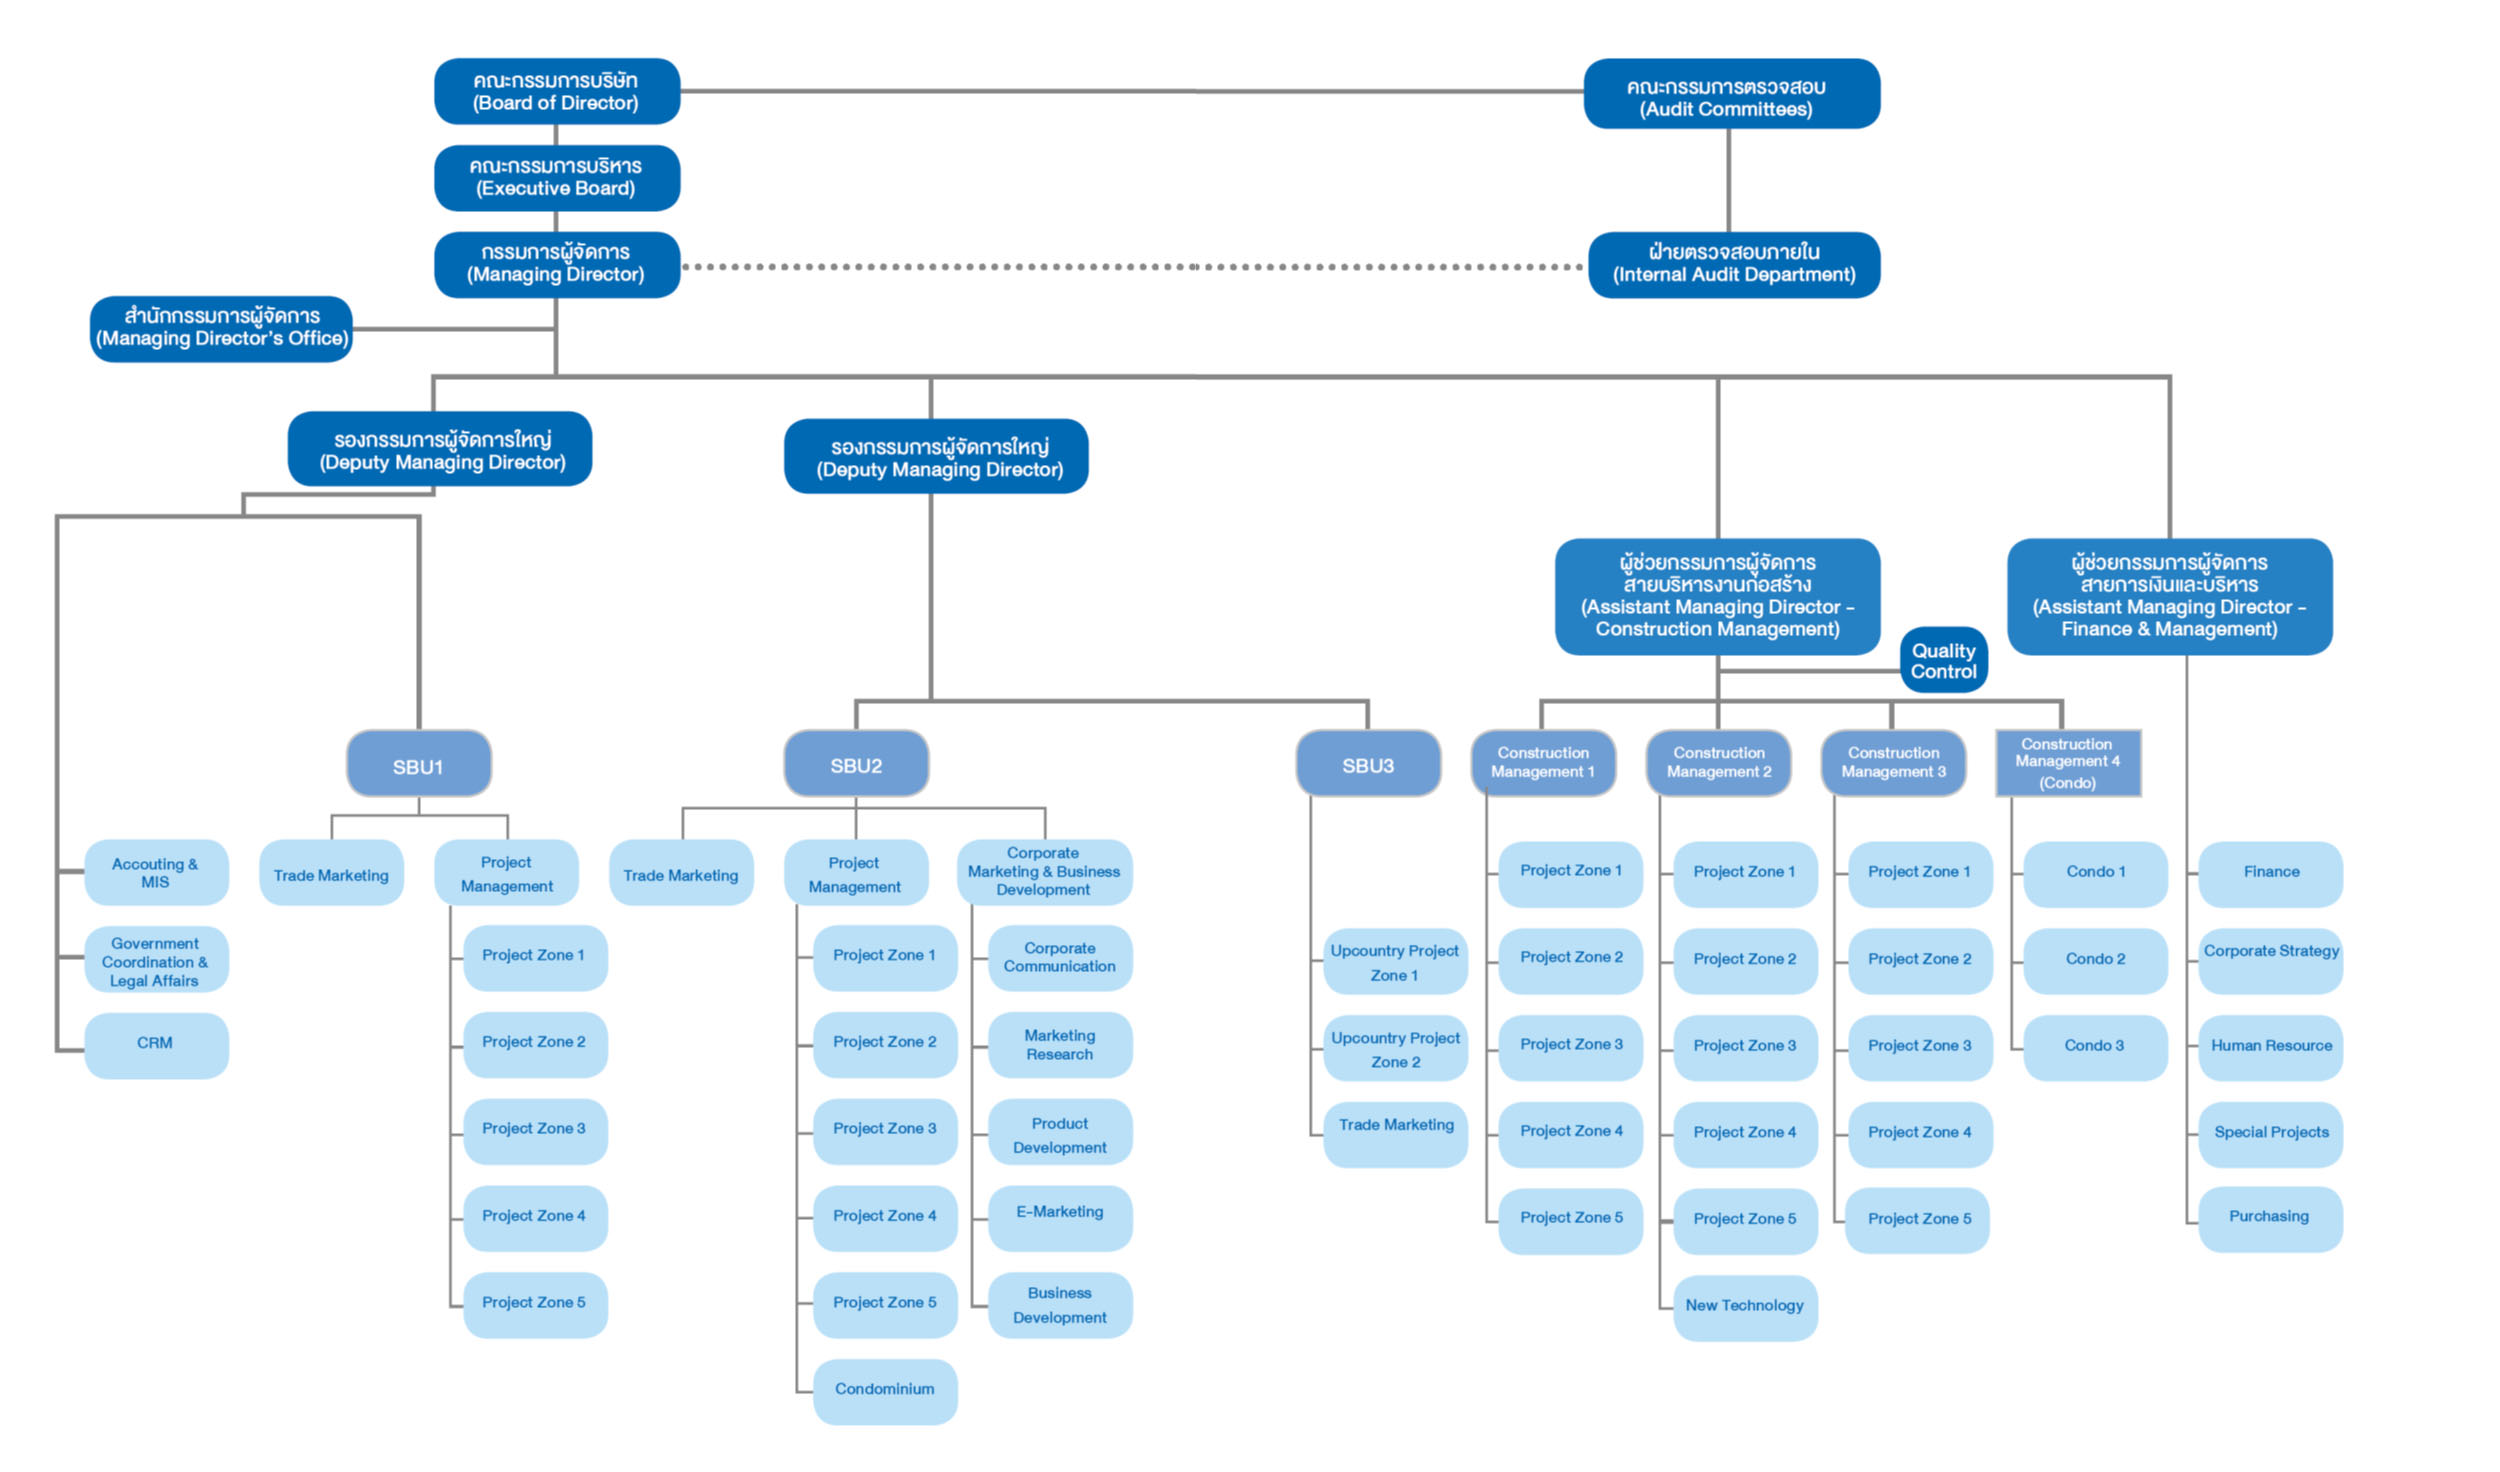 คณะกรรมการบริษัท
(Board of Director)
คณะกรรมการตรวจสอบ
(Audit Committees)
คณะกรรมการบริหาร
(Executive Board)
กรรมการผู้จัดการ
(Managing Director)
ฝ่ายตรวจสอบภายใน
(Internal Audit Department)
สำนักกรรมการผู้จัดการ
(Managing Director's Office)
รองกรรมการผู้จัดการใหญ่
(Deputy Managing Director)
รองกรรมการผู้จัดการใหญ่
(Deputy Managing Director)
ผู้ช่วยกรรมการผู้จัดการ
สายบริหารงานก่อสร้าง
(Assistant Managing Director -
Construction Management)
ผู้ช่วยกรรมการผู้จัดการ
สายการเงินและบริหาร
(Assistant Managing Director -
Finance & Management)
Quality
Control
SBU1
SBU2
SBU3
Construction
Management 1
Construction
Management 2
Construction
Management 3
Construction
Management 4
(Condo)
Accouting &
MIS
Government
Coordination &
Legal Affairs
CRM
Trade Marketing
Project
Management
Project Zone 1
Project Zone 2
Project Zone 3
Project Zone 4
Project Zone 5
Trade Marketing
Project
Management
Project Zone 1
Project Zone 2
Project Zone 3
Project Zone 4
Project Zone 5
Condominium
Corporate
Marketing & Business
Development
Corporate
Communication
Marketing
Research
Product
Development
E-Marketing
Business
Development
Upcountry Project
Zone 1
Upcountry Project
Zone 2
Trade Marketing
Project Zone 1
Project Zone 2
Project Zone 3
Project Zone 4
Project Zone 5
Project Zone 1
Project Zone 2
Project Zone 3
Project Zone 4
Project Zone 5
New Technology
Project Zone 1
Project Zone 2
Project Zone 3
Project Zone 4
Project Zone 5
Condo 1
Condo 2
Condo 3
Finance
Corporate Strategy
Human Resource
Special Projects
Purchasing